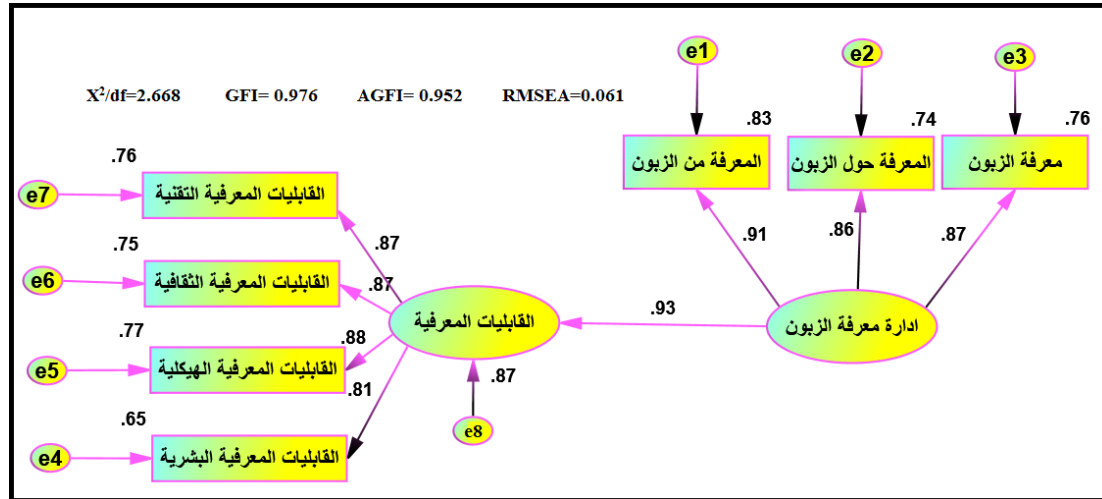 e1
e2
e3
X²/df=2.668 GFI= 0.976 AGFI= 0.952 RMSEA=0.061
.83
.74
.76
المعرفة من الزبون
المعرفة حول الزبون
معرفة الزبون
.76
e7
القابليات المعرفية التقنية
.91
.86
.87
.87
.75
e6
القابليات المعرفية الثقافية
.87
القابليات المعرفية
.93
ادارة معرفة الزبون
.77
e5
القابليات المعرفية الهيكلية
.88
.81
.87
.65
e4
القابليات المعرفية البشرية
e8